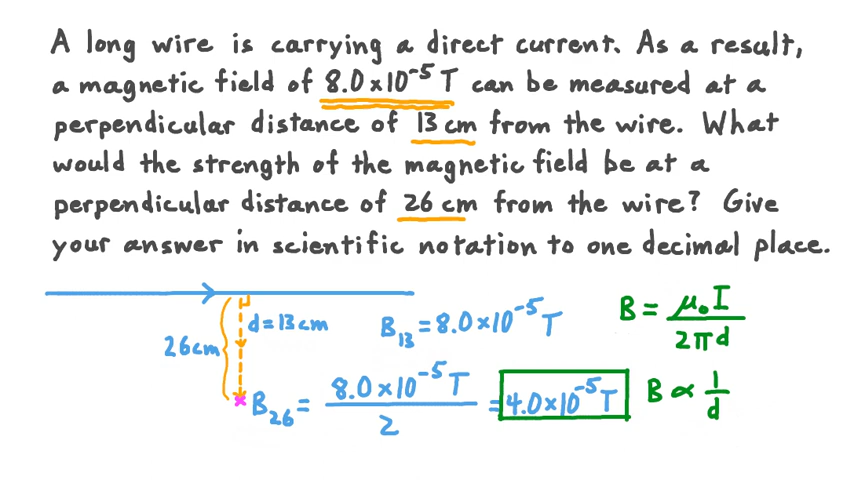 A long wire is carrying a direct current. As a result,
a magnetic field of 8.0×10⁻⁵ T can be measured at a
perpendicular distance of 13 cm from the wire. What
would the strength of the magnetic field be at a
perpendicular distance of 26 cm from the wire? Give
your answer in scientific notation to one decimal place.
d = 13 cm
26 cm
B₁₃ = 8.0×10⁻⁵ T
B = μ₀I / 2πd
B₂₆ = 8.0×10⁻⁵ T / 2 = 4.0×10⁻⁵ T
B ∝ 1/d